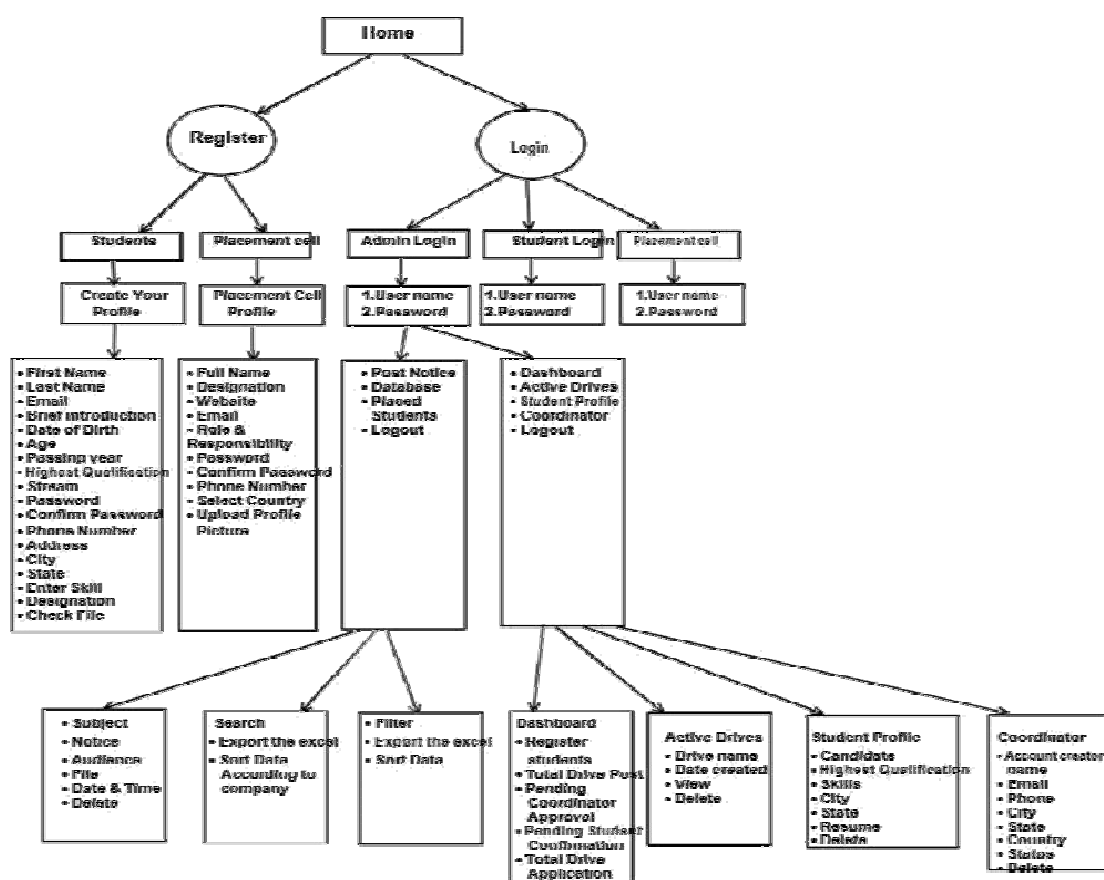 Home
Register
Login
Students
Placement cell
Admin Login
Student Login
Placement cell
Create Your
Profile
Placement Cell
Profile
1.User name
2.Password
1.User name
2.Password
1.User name
2.Password
• First Name
• Last Name
• Email
• Brief Introduction
• Date of Birth
• Age
• Passing year
• Highest Qualification
• Stream
• Password
• Confirm Password
• Phone Number
• Address
• City
• State
• Enter Skill
• Designation
• Check File
• Full Name
• Designation
• Website
• Email
• Role &
Responsibility
• Password
• Confirm Password
• Phone Number
• Select Country
• Upload Profile
Picture
• Post Notice
• Database
• Placed
Students
• Logout
• Dashboard
• Active Drives
• Student Profile
• Coordinator
• Logout
• Subject
• Notice
• Audience
• File
• Date & Time
• Delete
Search
• Export the excel
• Sort Data
According to
company
• Filter
• Export the excel
• Sort Data
Dashboard
• Register
students
• Total Drive Post
• Pending
Coordinator
Approval
• Pending Student
Confirmation
• Total Drive
Application
Active Drives
• Drive name
• Date created
• View
• Delete
Student Profile
• Candidate
• Highest Qualification
• Skills
• City
• State
• Resume
• Delete
Coordinator
• Account creator
name
• Email
• Phone
• City
• State
• Country
• Status
• Delete